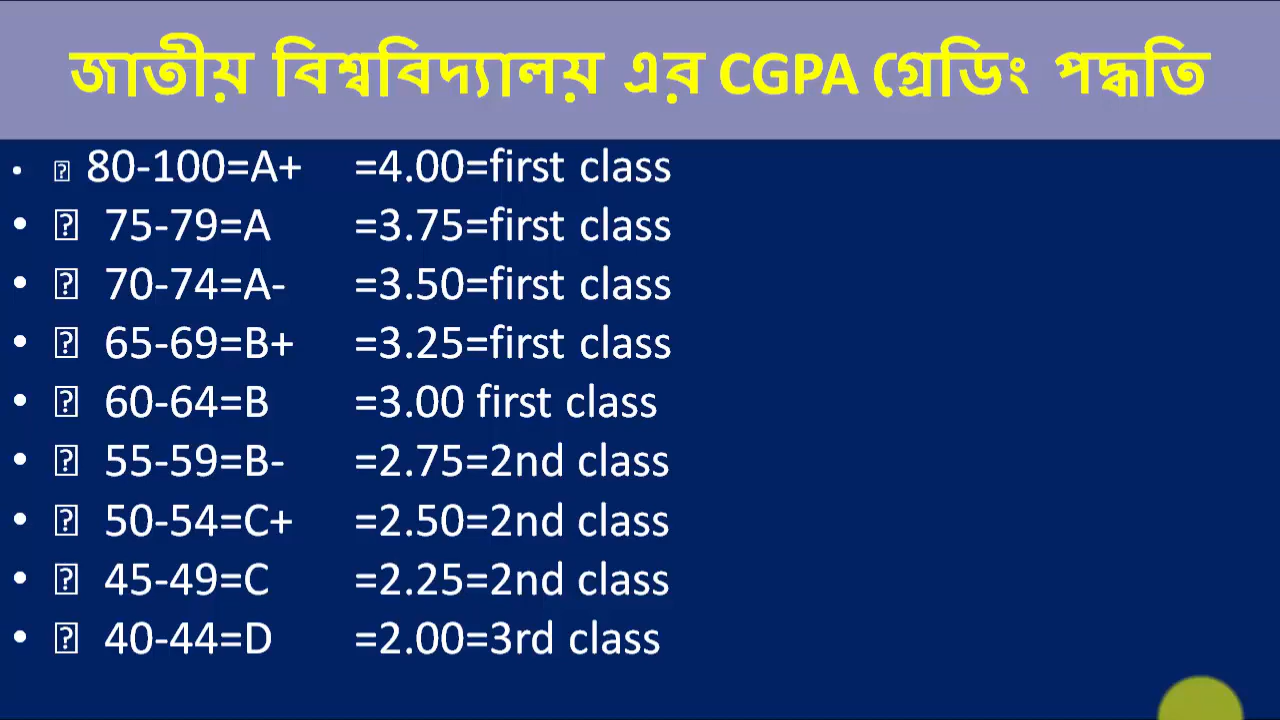 জাতীয় বিশ্ববিদ্যালয় এর CGPA গ্রেডিং পদ্ধতি
• 80-100=A+ =4.00=first class
• 75-79=A =3.75=first class
• 70-74=A- =3.50=first class
• 65-69=B+ =3.25=first class
• 60-64=B =3.00 first class
• 55-59=B- =2.75=2nd class
• 50-54=C+ =2.50=2nd class
• 45-49=C =2.25=2nd class
• 40-44=D =2.00=3rd class